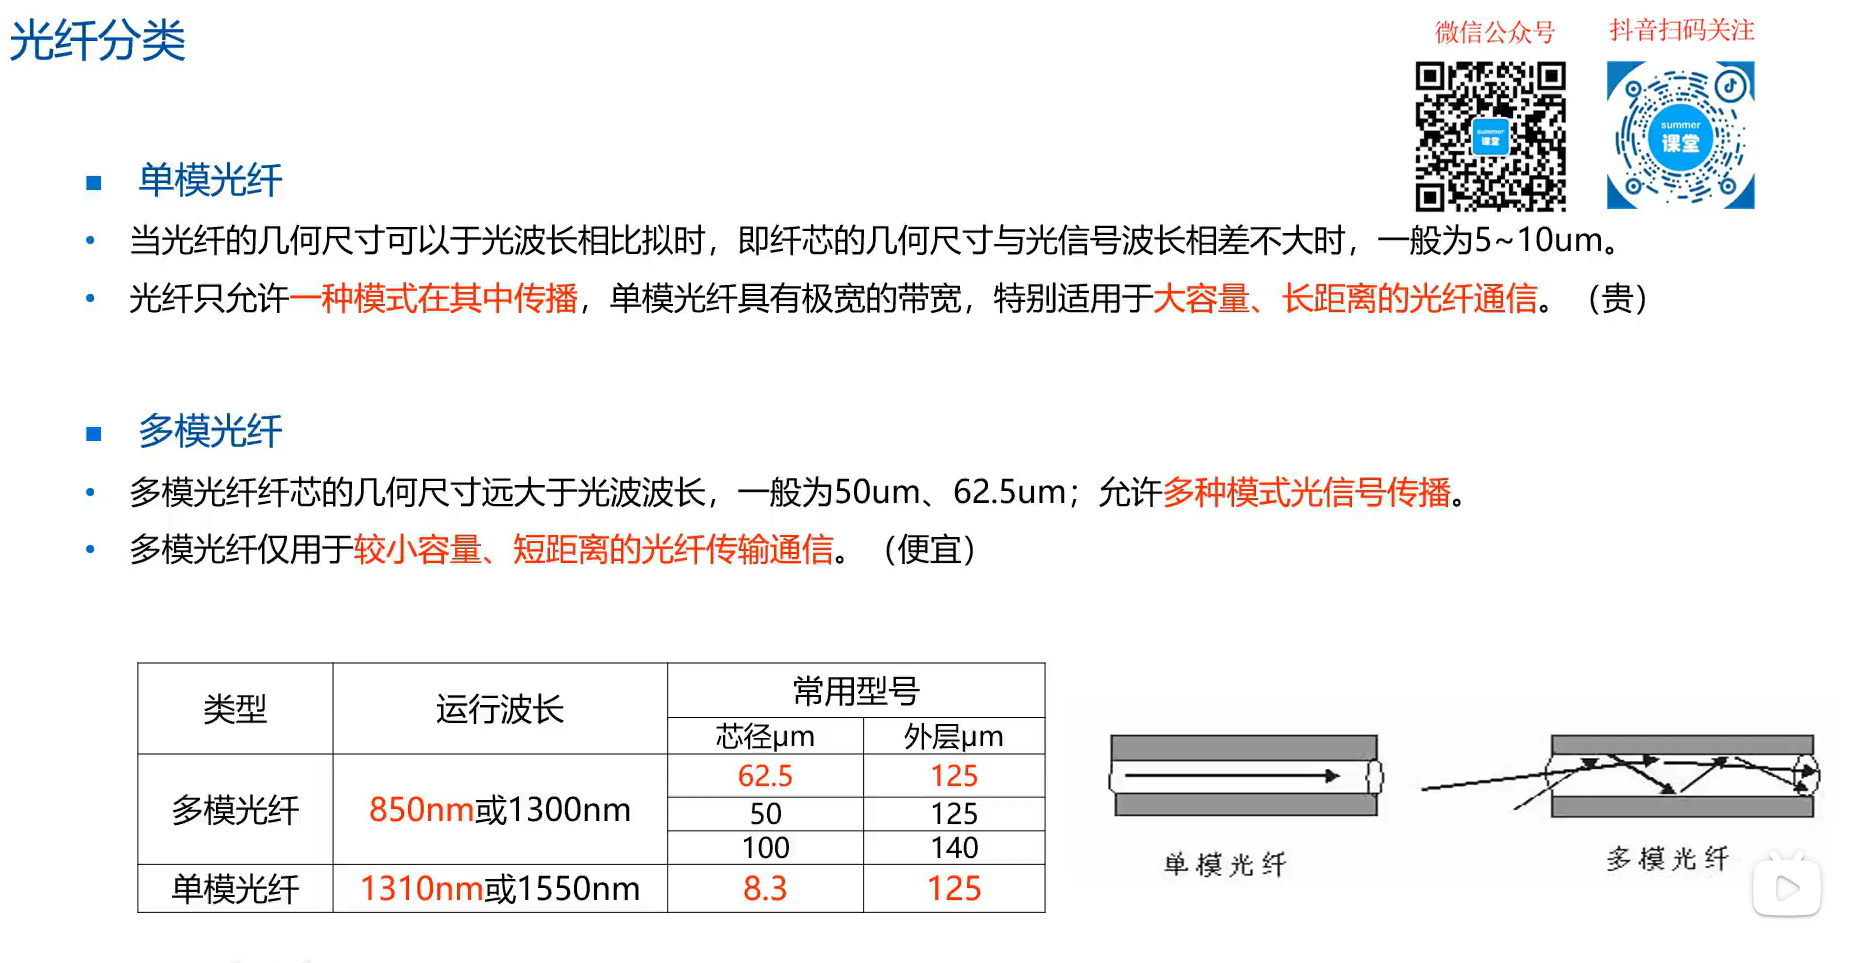 光纤分类
微信公众号
抖音扫码关注
summer
课堂
summer
课堂
单模光纤
当光纤的几何尺寸可以于光波长相比拟时，即纤芯的几何尺寸与光信号波长相差不大时，一般为5~10um。
光纤只允许一种模式在其中传播，单模光纤具有极宽的带宽，特别适用于大容量、长距离的光纤通信。（贵）
多模光纤
多模光纤纤芯的几何尺寸远大于光波波长，一般为50um、62.5um；允许多种模式光信号传播。
多模光纤仅用于较小容量、短距离的光纤传输通信。（便宜）
类型 运行波长 常用型号
芯径μm 外层μm
多模光纤 850nm或1300nm 62.5 125
50 125
100 140
单模光纤 1310nm或1550nm 8.3 125
单模光纤
多模光纤